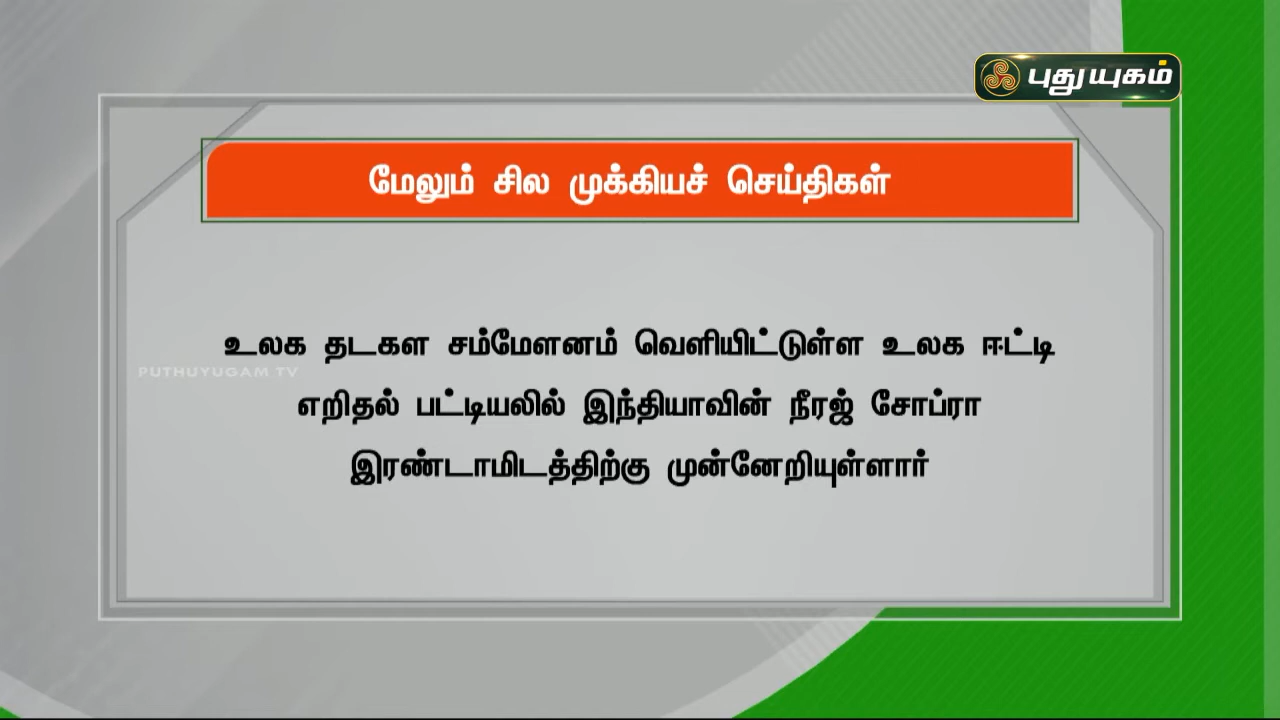 புதுயுகம்
மேலும் சில முக்கியச் செய்திகள்
உலக தடகள சம்மேளனம் வெளியிட்டுள்ள உலக ஈட்டி
PUTHUYUGAM TV
எறிதல் பட்டியலில் இந்தியாவின் நீரஜ் சோப்ரா
இரண்டாமிடத்திற்கு முன்னேறியுள்ளார்